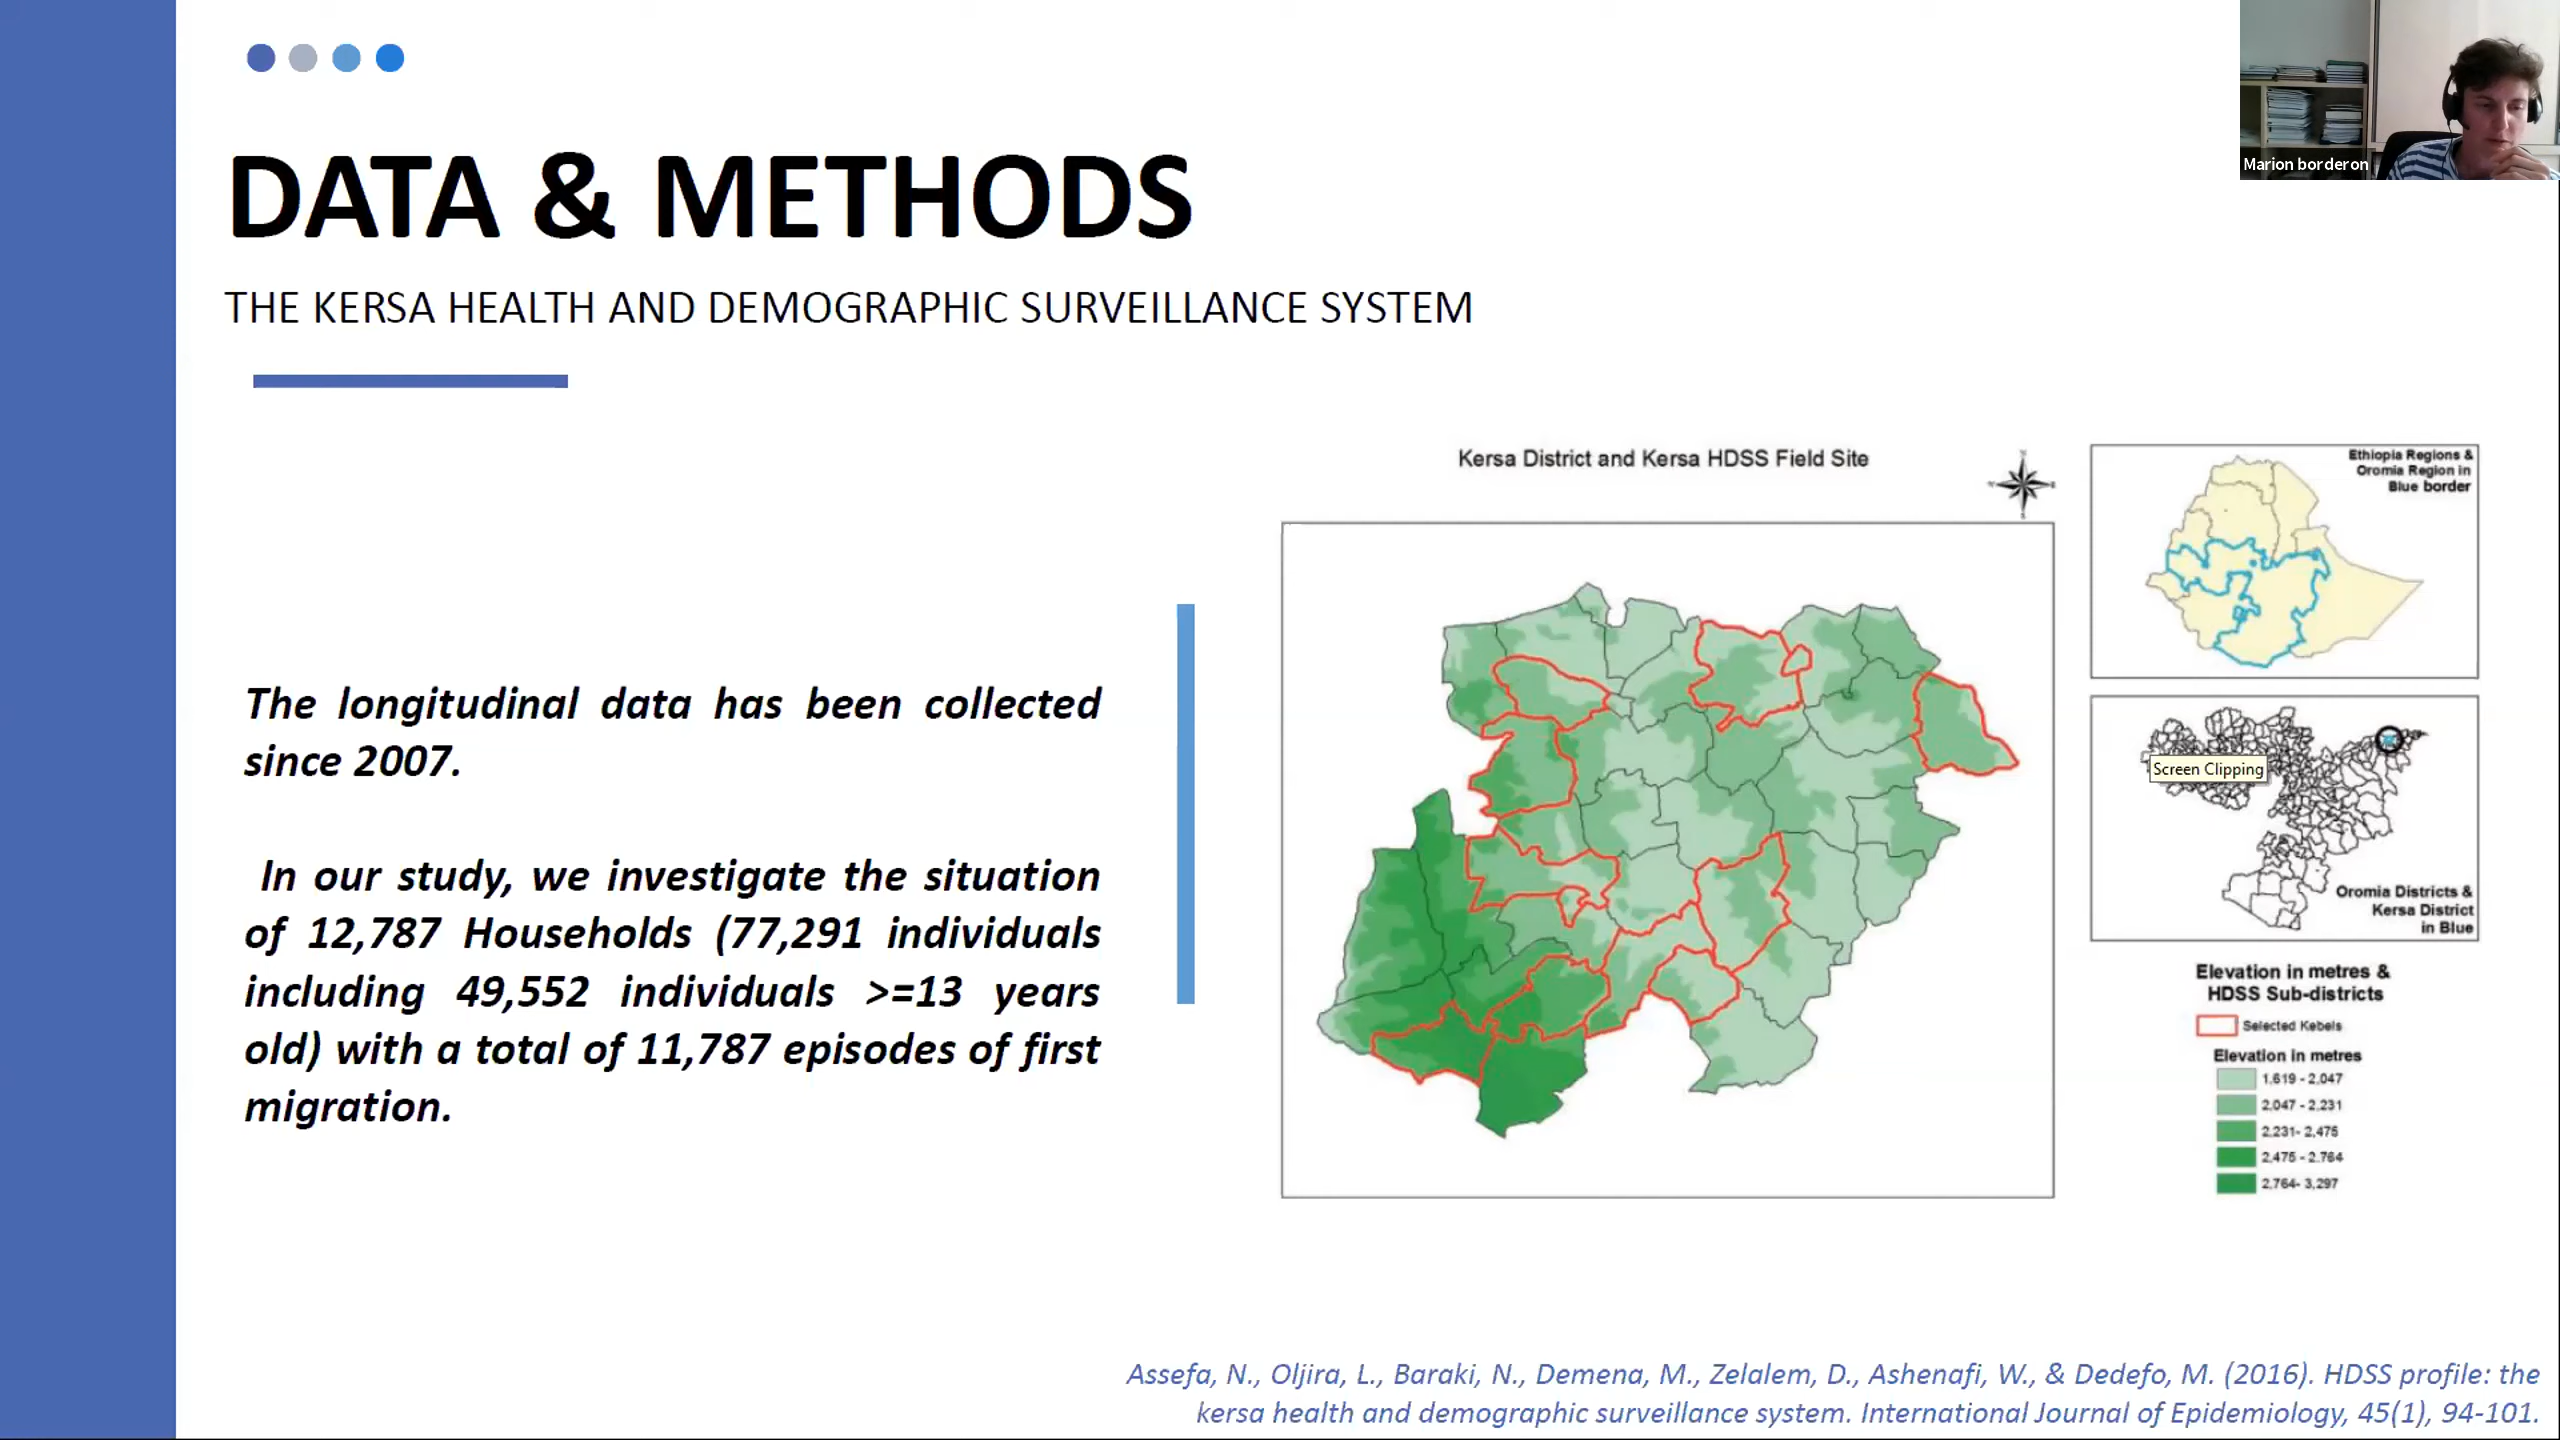 DATA & METHODS
THE KERSA HEALTH AND DEMOGRAPHIC SURVEILLANCE SYSTEM
Marion borderon
The longitudinal data has been collected
since 2007.
In our study, we investigate the situation
of 12,787 Households (77,291 individuals
including 49,552 individuals >=13 years
old) with a total of 11,787 episodes of first
migration.
Kersa District and Kersa HDSS Field Site
Ethiopia Regions &
Oromia Region in
Blue border
Screen Clipping
Oromia Districts &
Kersa District
in Blue
Elevation in metres &
HDSS Sub-districts
Selected Kebels
Elevation in metres
1,619 - 2,047
2,047 - 2,231
2,231- 2,475
2,475 - 2,764
2,764- 3,297
Assefa, N., Oljira, L., Baraki, N., Demena, M., Zelalem, D., Ashenafi, W., & Dedefo, M. (2016). HDSS profile: the
kersa health and demographic surveillance system. International Journal of Epidemiology, 45(1), 94-101.